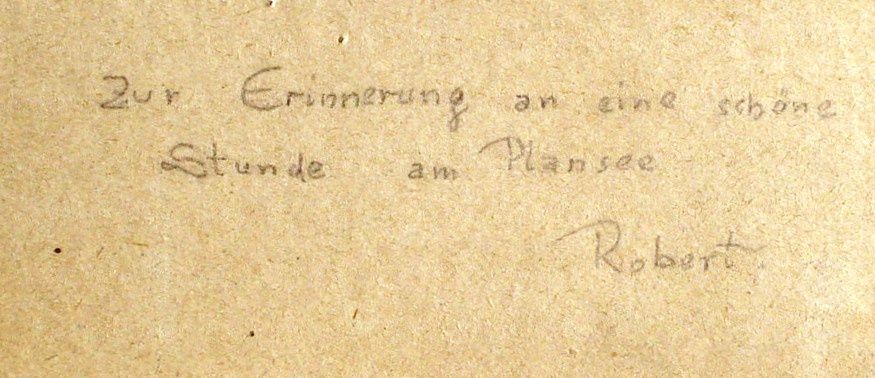 Zur Erinnerung an eine schöne
Stunde am Plansee
Robert.